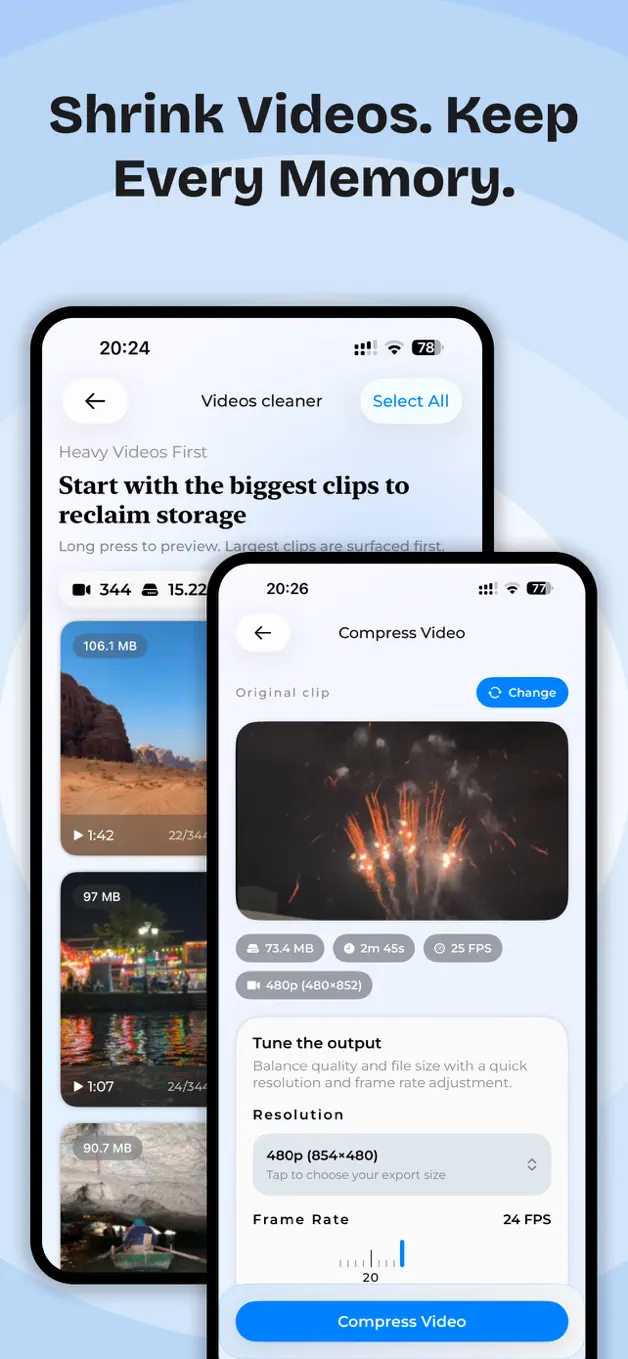 Shrink Videos. Keep
Every Memory.
20:24
78
Videos cleaner
Select All
Heavy Videos First
Start with the biggest clips to
reclaim storage
Long press to preview. Largest clips are surfaced first.
344
15.22
106.1 MB
1:42
22/344
97 MB
1:07
24/344
90.7 MB
20:26
77
Compress Video
Original clip
Change
73.4 MB
2m 45s
25 FPS
480p (480×852)
Tune the output
Balance quality and file size with a quick
resolution and frame rate adjustment.
Resolution
480p (854×480)
Tap to choose your export size
Frame Rate
24 FPS
20
Compress Video